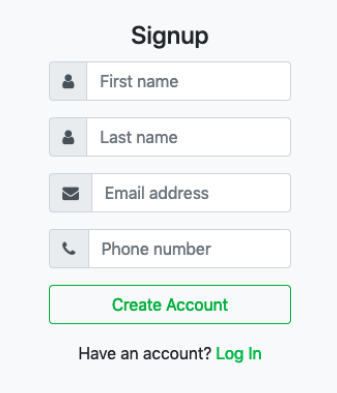 Signup
First name
Last name
Email address
Phone number
Create Account
Have an account? Log In